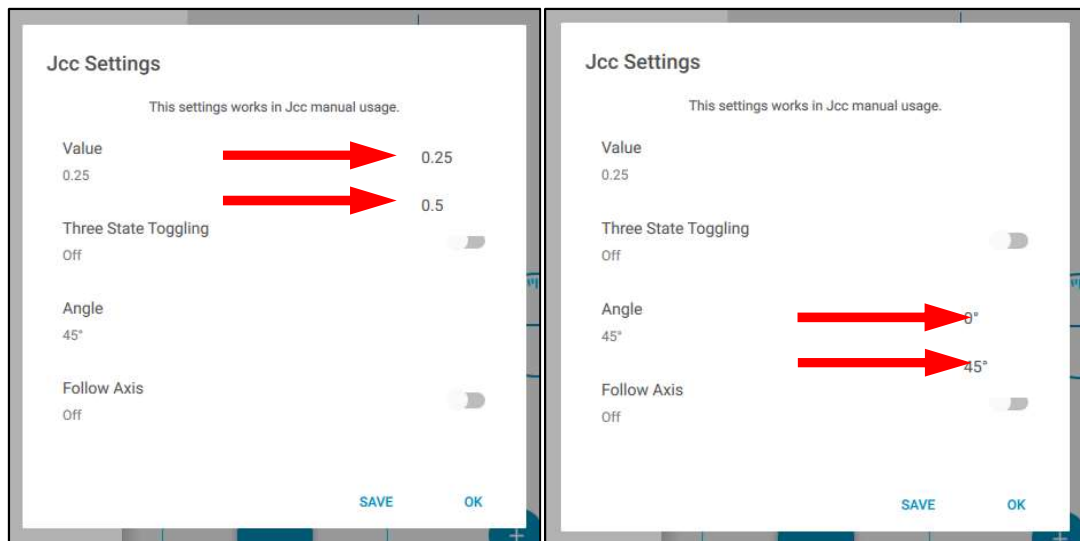 Jcc Settings
This settings works in Jcc manual usage.
Value
0.25
0.25
0.5
Three State Toggling
Off
Angle
45°
Follow Axis
Off
SAVE OK
Jcc Settings
This settings works in Jcc manual usage.
Value
0.25
Three State Toggling
Off
Angle
0°
45°
45°
Follow Axis
Off
SAVE OK